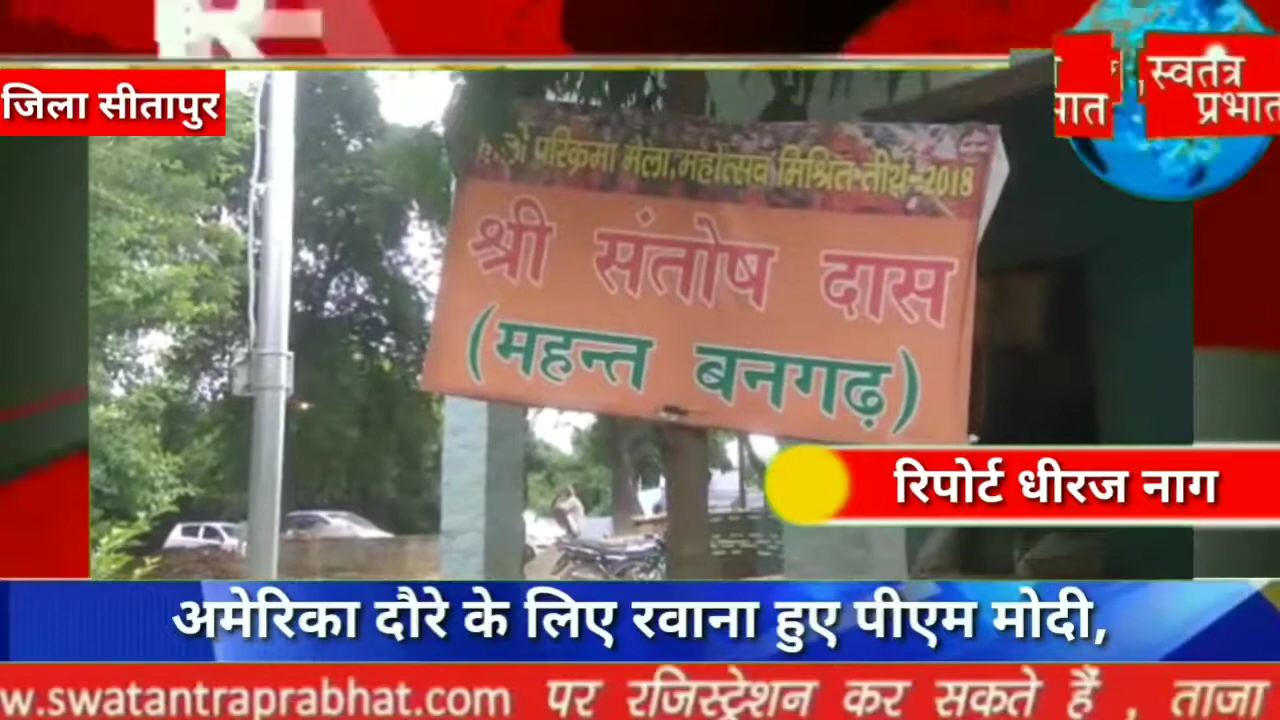 जिला सीतापुर
स्वतंत्र
प्रभात
भात
परिक्रमा मेला महोत्सव मिश्रित-तीर्थ-2018
श्री संतोष दास
(महन्त बनगढ़)
रिपोर्ट धीरज नाग
अमेरिका दौरे के लिए रवाना हुए पीएम मोदी,
w.swatantraprabhat.com पर रजिस्ट्रेशन कर सकते हैं , ताजा